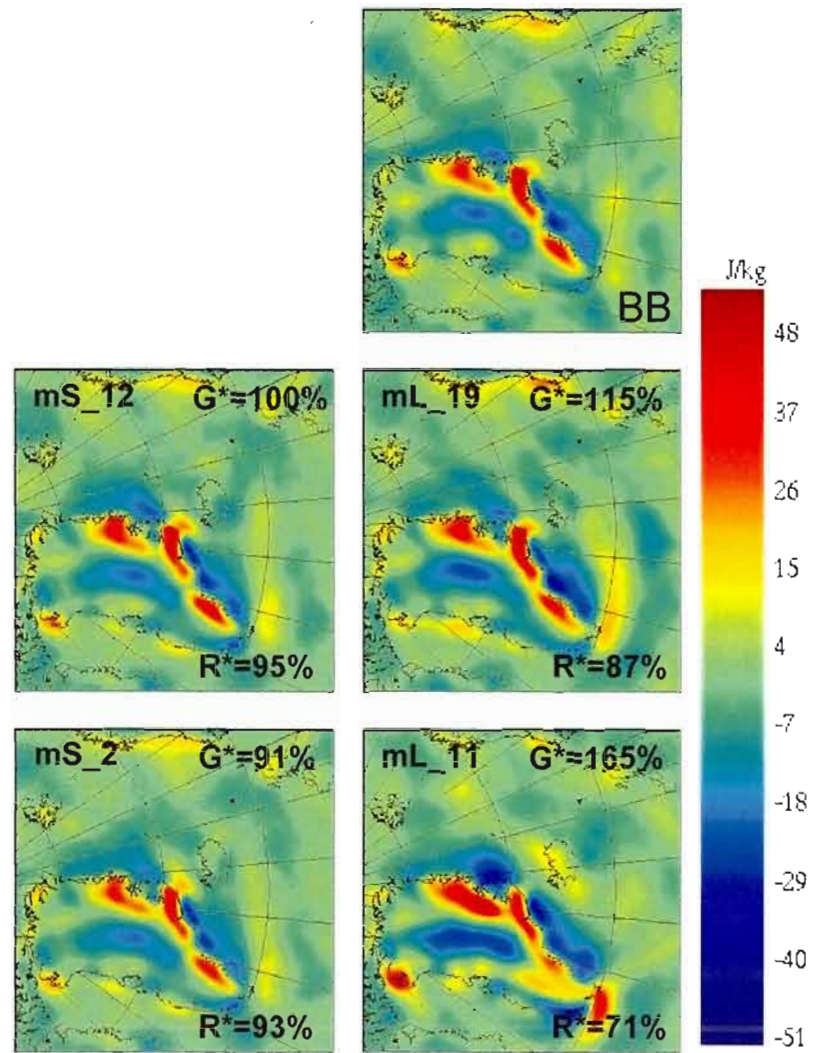 BB
J/kg
48
37
26
15
4
-7
-18
-29
-40
-51
mS_12 G*=100%
R*=95%
mL_19 G*=115%
R*=87%
mS_2 G*=91%
R*=93%
mL_11 G*=165%
R*=71%